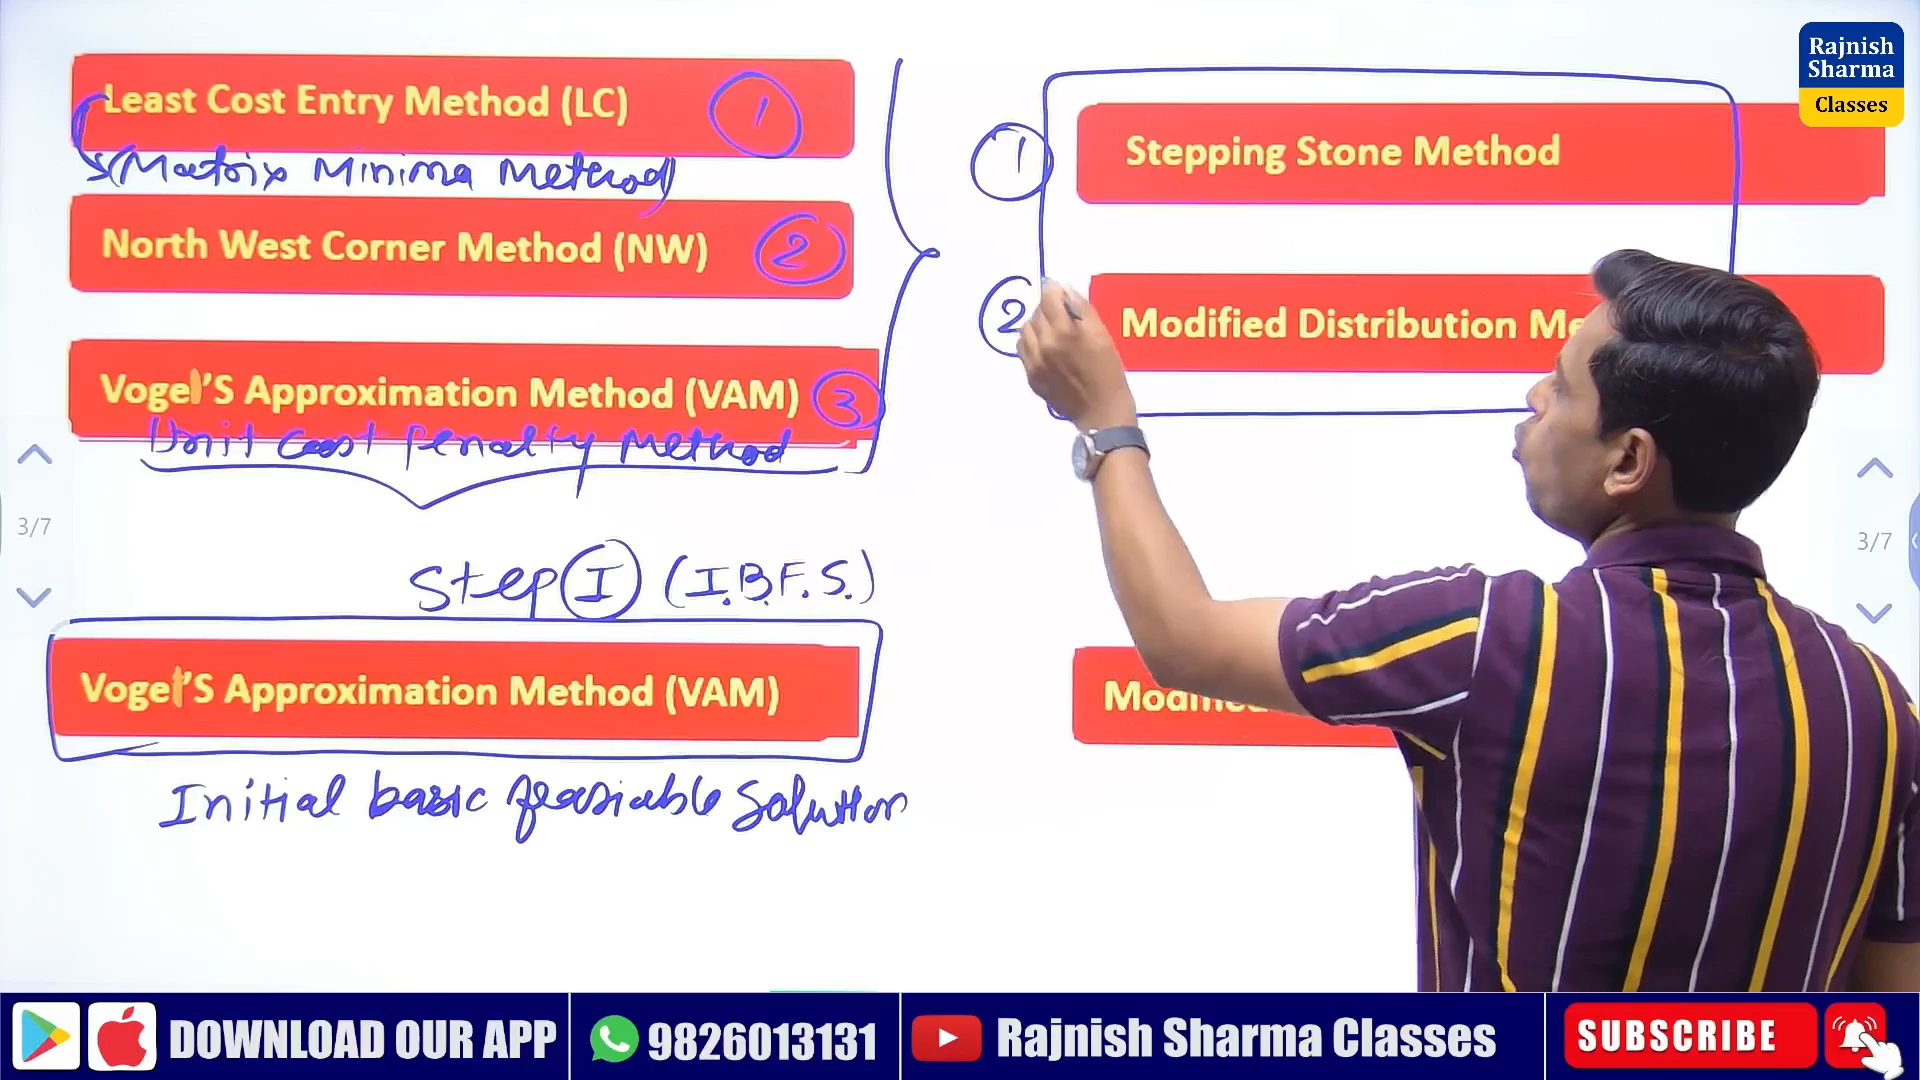 Least Cost Entry Method (LC) 1
(Matrix Minima Method)
North West Corner Method (NW) 2
Vogel'S Approximation Method (VAM) 3
Unit Cost Penalty Method
Step I (I.B.F.S.)
Vogel'S Approximation Method (VAM)
Initial basic feasiable Solution
3/7
1 Stepping Stone Method
2 Modified Distribution Me
Modified
3/7
Rajnish
Sharma
Classes
DOWNLOAD OUR APP
9826013131
Rajnish Sharma Classes
SUBSCRIBE